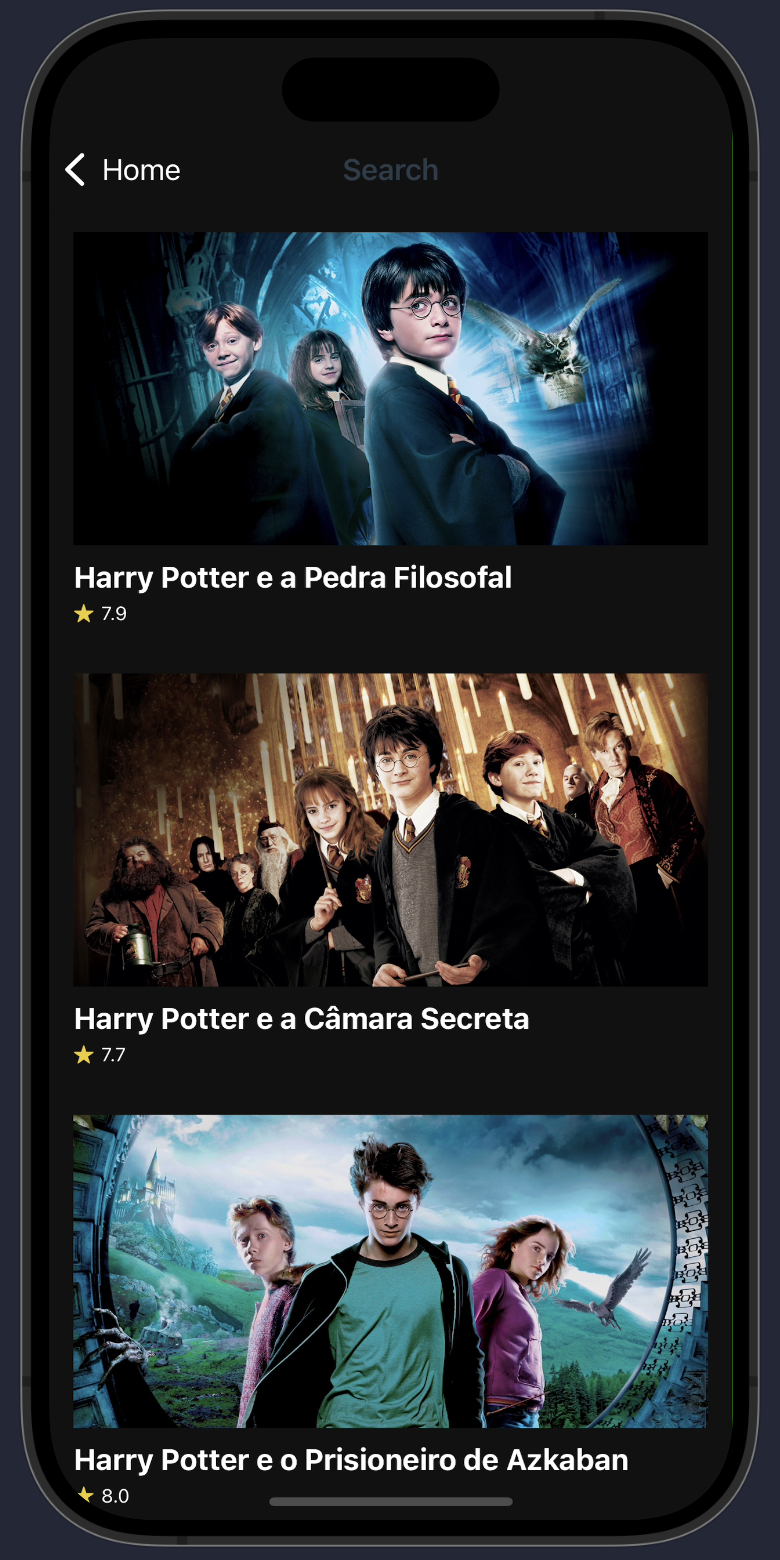 Home
Search
Harry Potter e a Pedra Filosofal
7.9
Harry Potter e a Câmara Secreta
7.7
Harry Potter e o Prisioneiro de Azkaban
8.0